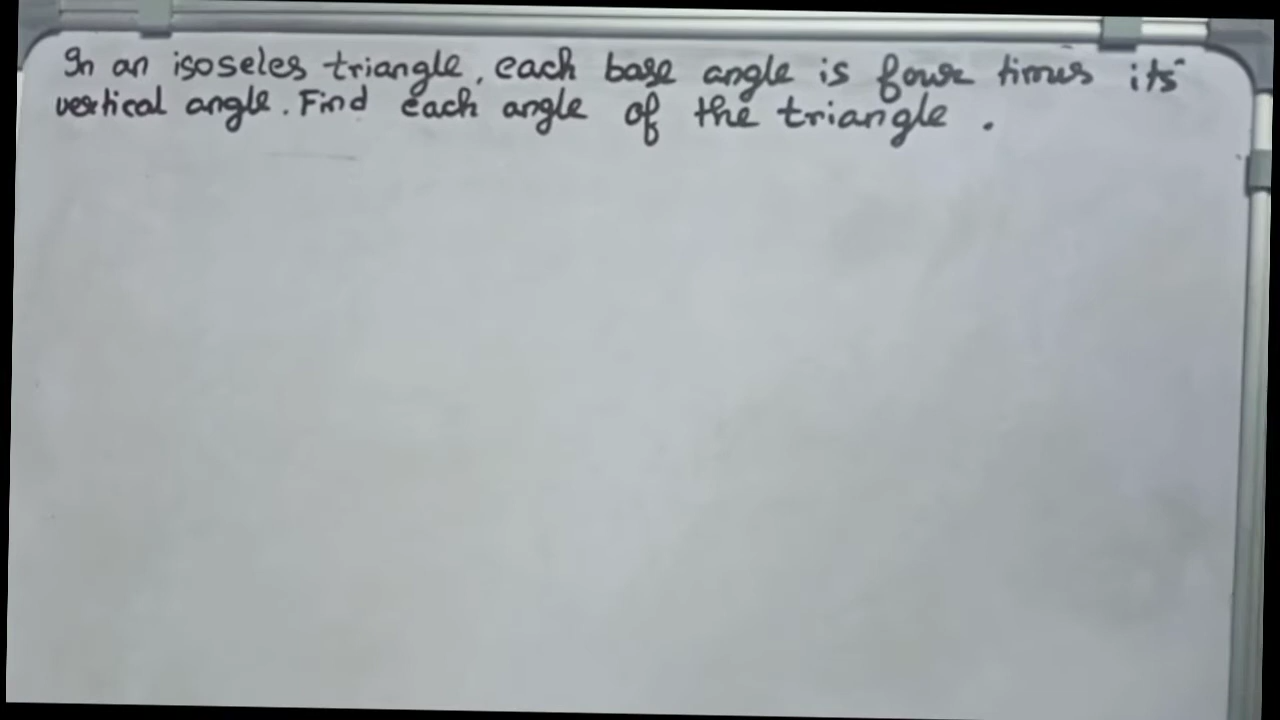 In an isoseles triangle, each base angle is four times its
vertical angle. Find each angle of the triangle.